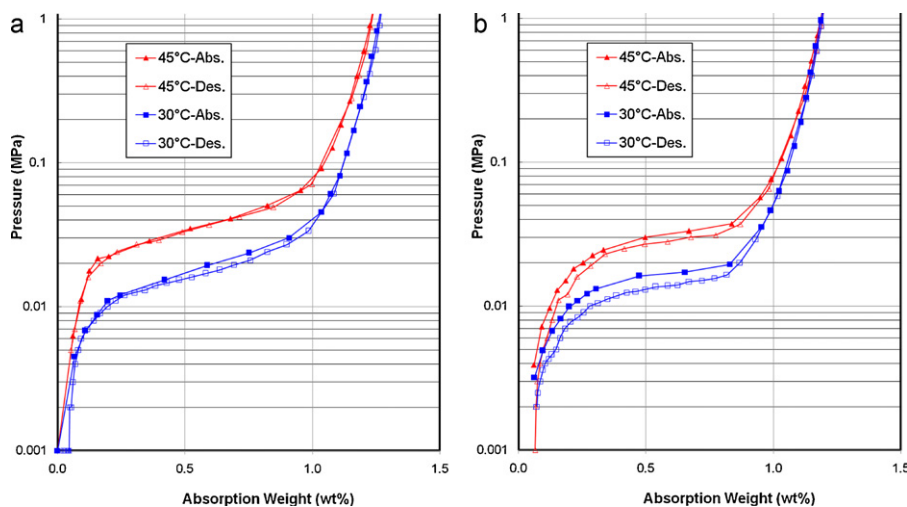 a
1
0.1
0.01
0.001
Pressure (MPa)
45°C-Abs.
45°C-Des.
30°C-Abs.
30°C-Des.
0.0
0.5
1.0
1.5
Absorption Weight (wt%)
b
1
0.1
0.01
0.001
Pressure (MPa)
45°C-Abs.
45°C-Des.
30°C-Abs.
30°C-Des.
0.0
0.5
1.0
1.5
Absorption Weight (wt%)